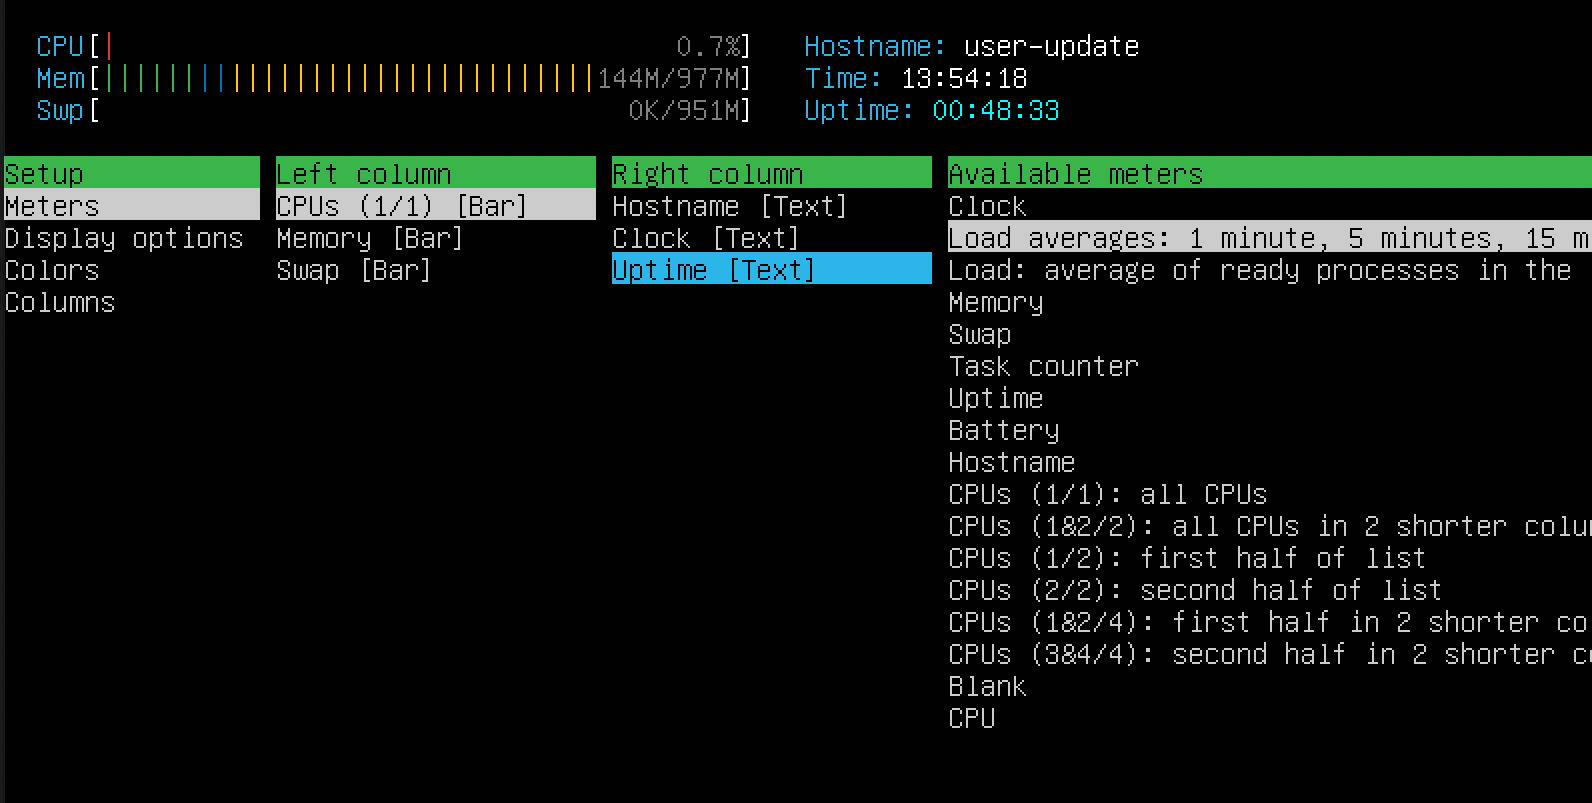 CPU[| 0.7%] Hostname: user-update
Mem[|||||||||||||||||||||||||||||||144M/977M] Time: 13:54:18
Swp[ 0K/951M] Uptime: 00:48:33
Setup Left column Right column Available meters
Meters CPUs (1/1) [Bar] Hostname [Text] Clock
Display options Memory [Bar] Clock [Text] Load averages: 1 minute, 5 minutes, 15 m
Colors Swap [Bar] Uptime [Text] Load: average of ready processes in the
Columns Memory
Swap
Task counter
Uptime
Battery
Hostname
CPUs (1/1): all CPUs
CPUs (1&2/2): all CPUs in 2 shorter colu
CPUs (1/2): first half of list
CPUs (2/2): second half of list
CPUs (1&2/4): first half in 2 shorter co
CPUs (3&4/4): second half in 2 shorter c
Blank
CPU